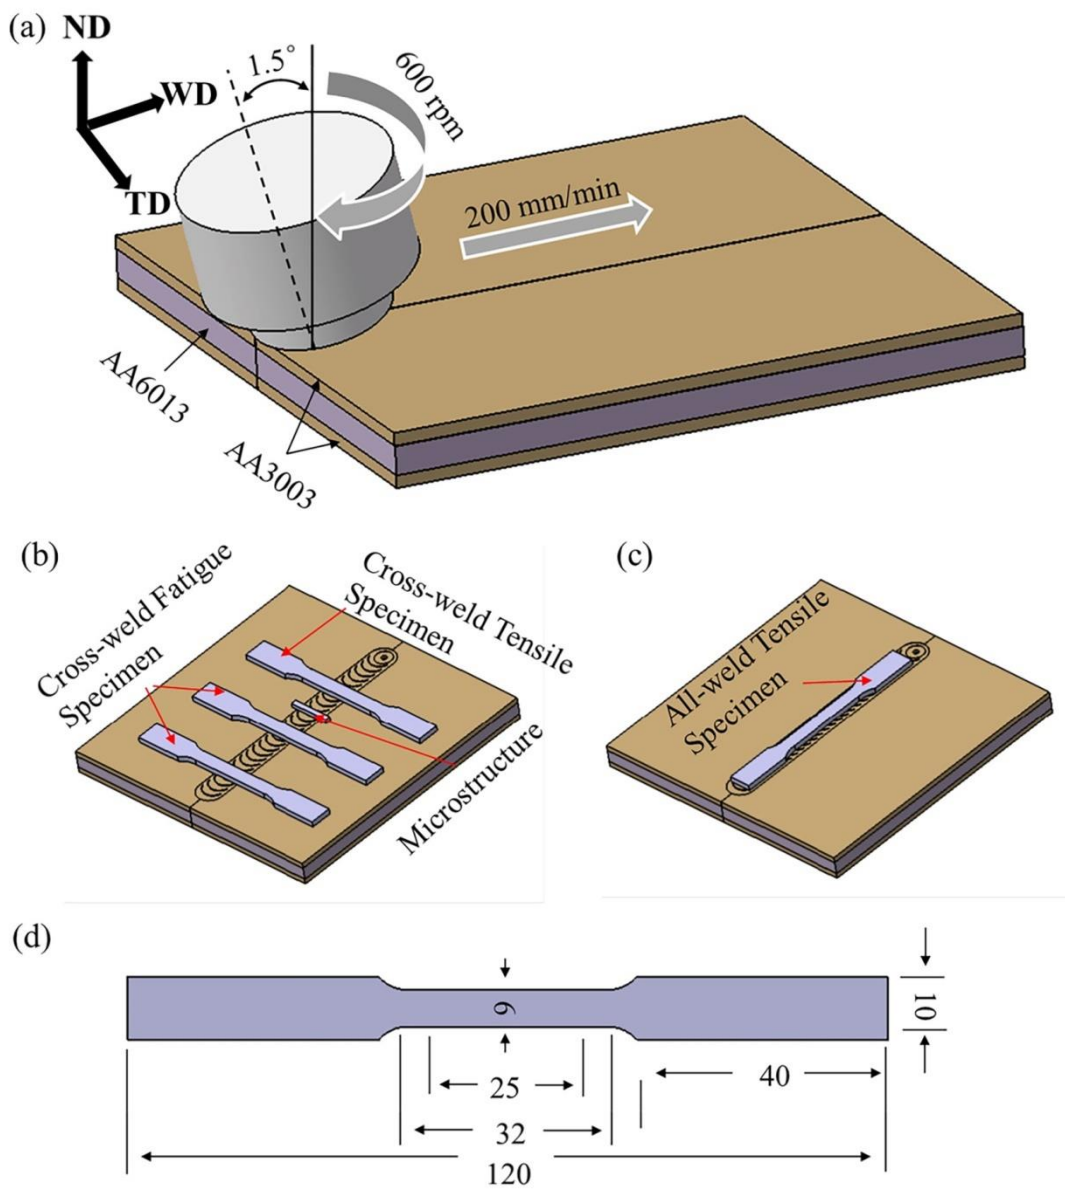 (a)
ND
WD
TD
1.5°
600 rpm
200 mm/min
AA6013
AA3003
(b)
Cross-weld Fatigue
Specimen
Cross-weld Tensile
Specimen
Microstructure
(c)
All-weld Tensile
Specimen
(d)
6
10
25
40
32
120